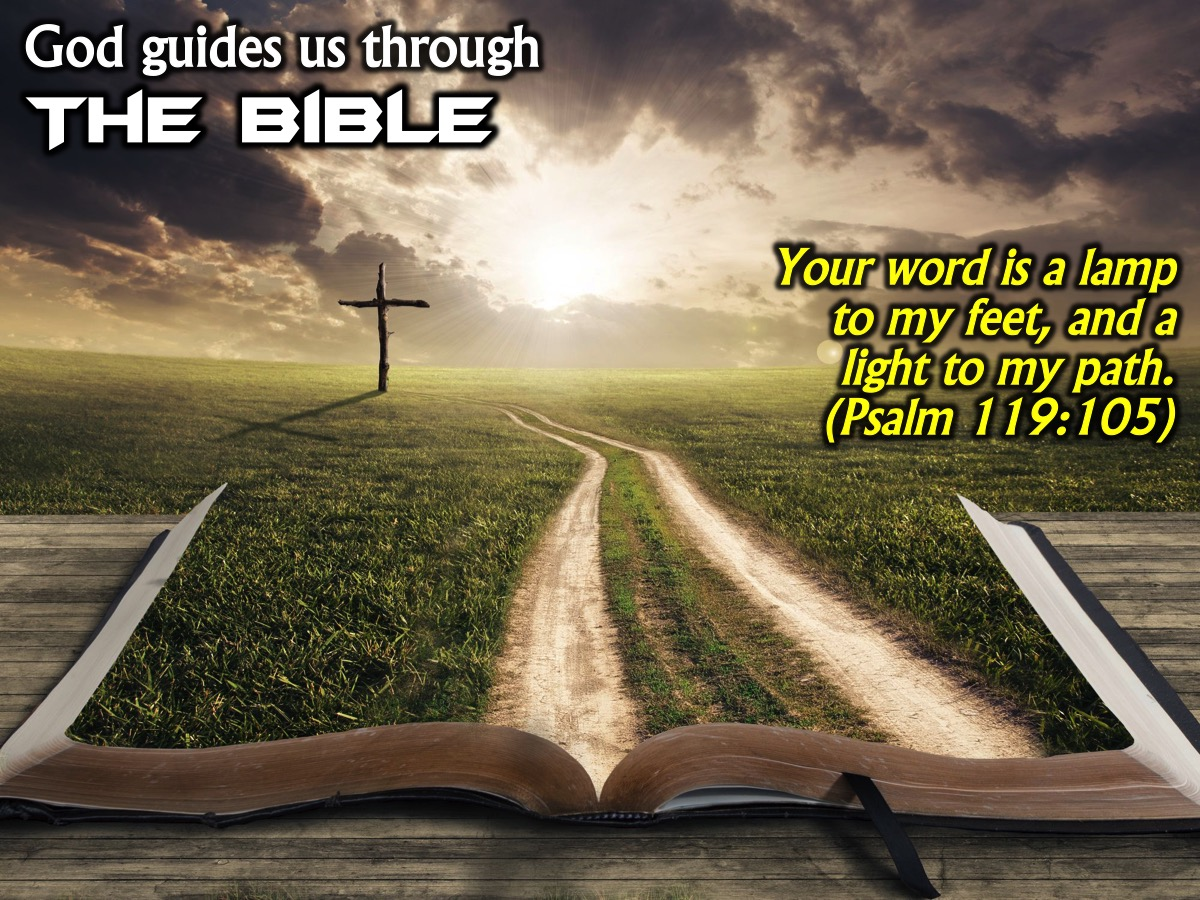 God guides us through
THE BIBLE
Your word is a lamp
to my feet, and a
light to my path.
(Psalm 119:105)